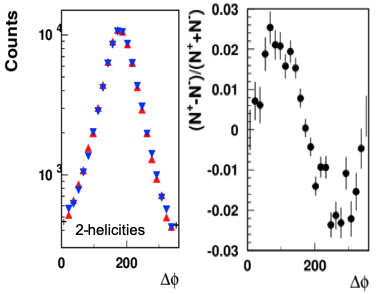 Counts
10⁴
10³
2-helicities
0
200
Δϕ
(N⁺-N⁻)/(N⁺+N⁻)
0.03
0.02
0.01
0
-0.01
-0.02
-0.03
0
200
Δϕ